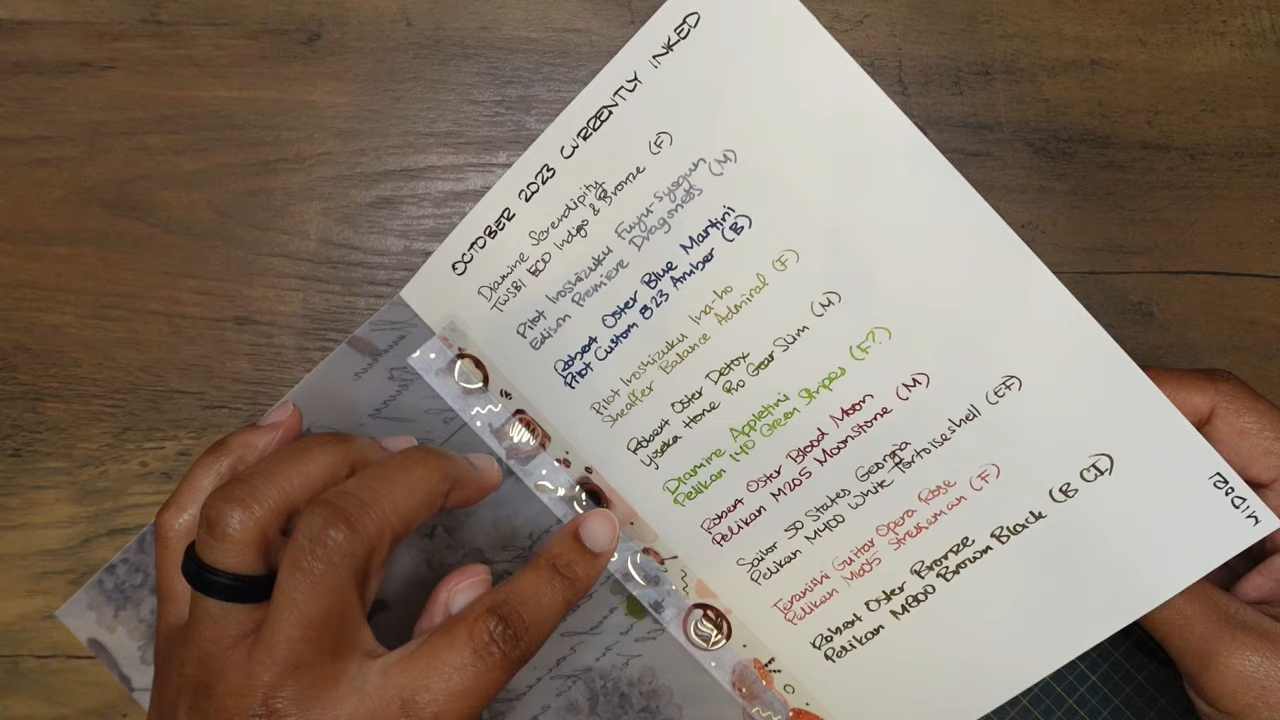 OCTOBER 2023 CURRENTLY INKED
Diamine Serendipity
TWSBI ECO Indigo & Bronze (F)
Pilot Iroshizuku Fuyu-Syogun
Edison Premiere Dragonets (M)
Robert Oster Blue Martini
Pilot Custom 823 Amber (B)
Pilot Iroshizuku Ina-ho
Sheaffer Balance Admiral (F)
Robert Oster Detox
Yoseka Home Pro Gear Slim (M)
Diamine Appletini
Pelikan 140 Green Stripes (F?)
Robert Oster Blood Moon
Pelikan M205 Moonstone (M)
Sailor 50 States Georgia
Pelikan M400 White Tortoiseshell (EF)
Teranishi Guitar Opera Rose
Pelikan M605 Stresemann (F)
Robert Oster Bronze
Pelikan M800 Brown Black (B CI)
MIDORI